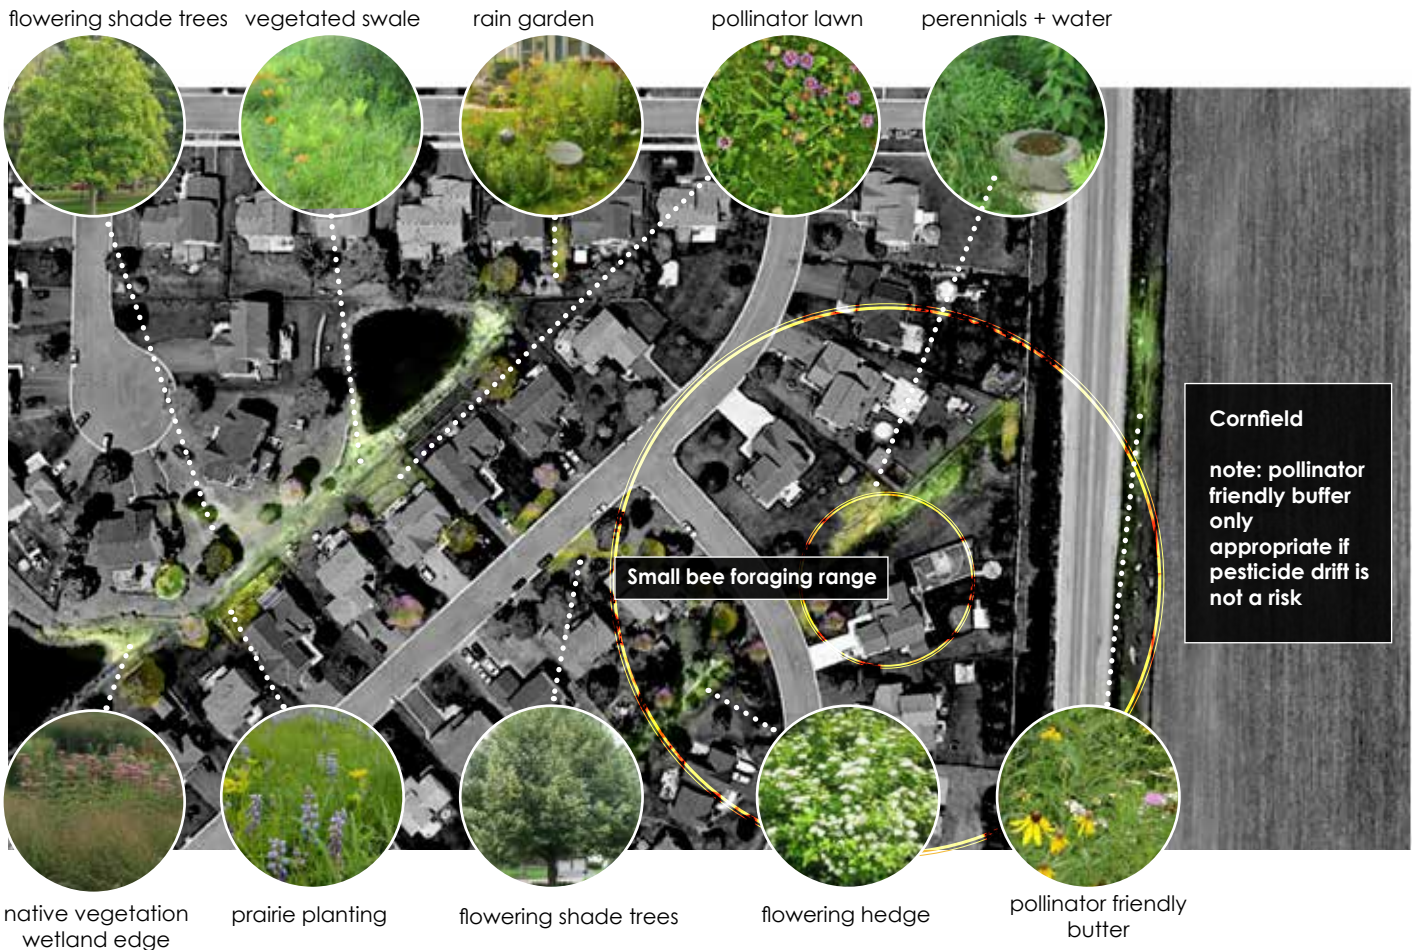 flowering shade trees
vegetated swale
rain garden
pollinator lawn
perennials + water
Cornfield
note: pollinator
friendly buffer
only
appropriate if
pesticide drift is
not a risk
Small bee foraging range
native vegetation
wetland edge
prairie planting
flowering shade trees
flowering hedge
pollinator friendly
butter